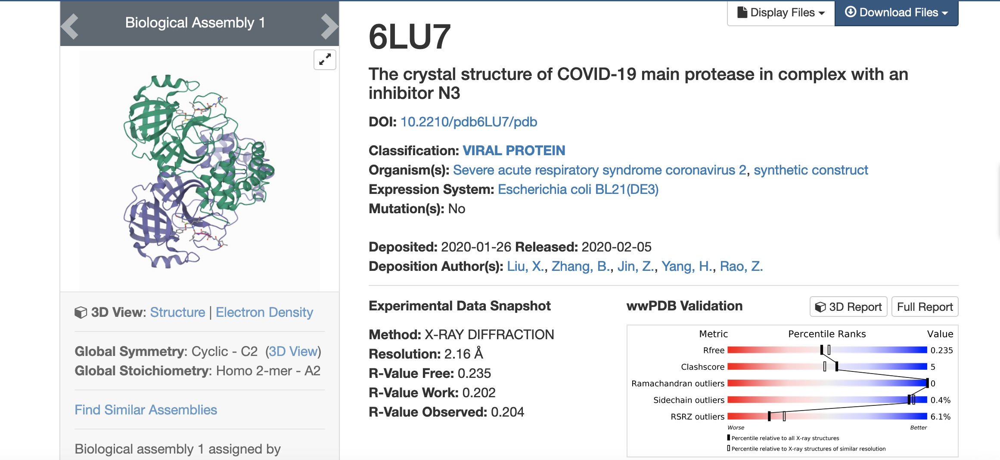 Biological Assembly 1
3D View: Structure | Electron Density
Global Symmetry: Cyclic - C2 (3D View)
Global Stoichiometry: Homo 2-mer - A2
Find Similar Assemblies
Biological assembly 1 assigned by
Display Files
Download Files
6LU7
The crystal structure of COVID-19 main protease in complex with an
inhibitor N3
DOI: 10.2210/pdb6LU7/pdb
Classification: VIRAL PROTEIN
Organism(s): Severe acute respiratory syndrome coronavirus 2, synthetic construct
Expression System: Escherichia coli BL21(DE3)
Mutation(s): No
Deposited: 2020-01-26 Released: 2020-02-05
Deposition Author(s): Liu, X., Zhang, B., Jin, Z., Yang, H., Rao, Z.
Experimental Data Snapshot
Method: X-RAY DIFFRACTION
Resolution: 2.16 Å
R-Value Free: 0.235
R-Value Work: 0.202
R-Value Observed: 0.204
wwPDB Validation
3D Report
Full Report
Metric Percentile Ranks Value
Rfree 0.235
Clashscore 5
Ramachandran outliers 0
Sidechain outliers 0.4%
RSRZ outliers 6.1%
Worse Better
Percentile relative to all X-ray structures
Percentile relative to X-ray structures of similar resolution